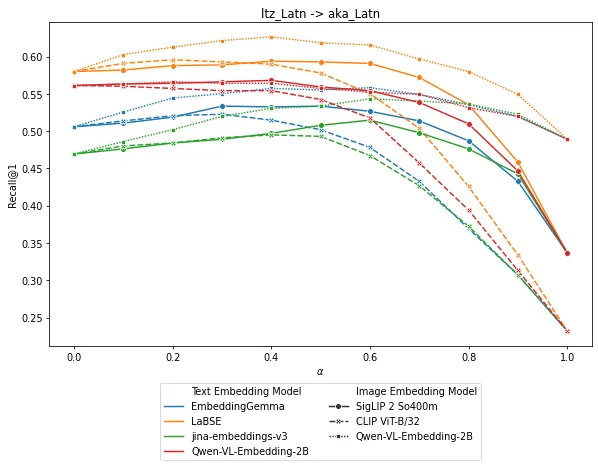 ltz_Latn -> aka_Latn
Recall@1
0.60
0.55
0.50
0.45
0.40
0.35
0.30
0.25
0.0
0.2
0.4
0.6
0.8
1.0
α
Text Embedding Model
EmbeddingGemma
LaBSE
jina-embeddings-v3
Qwen-VL-Embedding-2B
Image Embedding Model
SigLIP 2 So400m
CLIP ViT-B/32
Qwen-VL-Embedding-2B